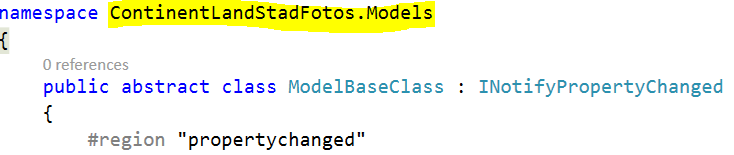 namespace ContinentLandStadFotos.Models
{
0 references
public abstract class ModelBaseClass : INotifyPropertyChanged
{
#region "propertychanged"